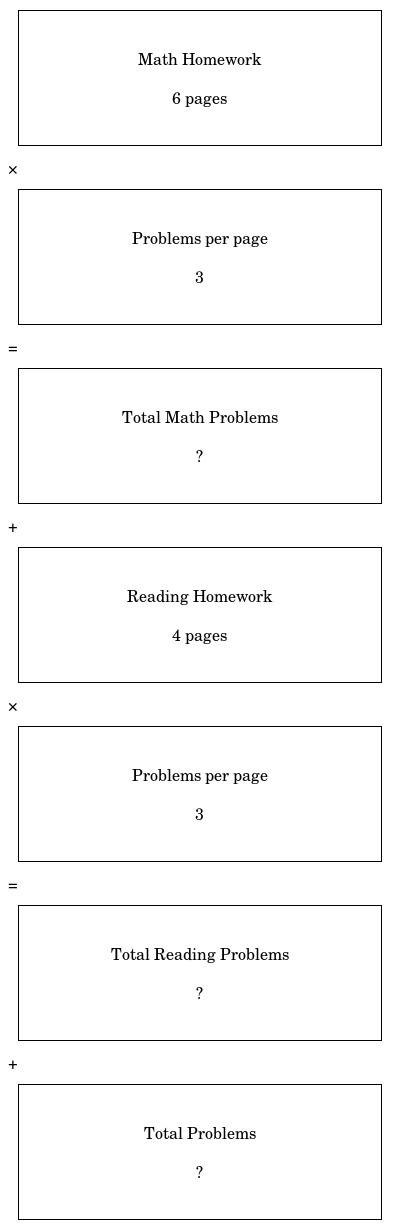 Math Homework
6 pages
×
Problems per page
3
=
Total Math Problems
?
+
Reading Homework
4 pages
×
Problems per page
3
=
Total Reading Problems
?
+
Total Problems
?